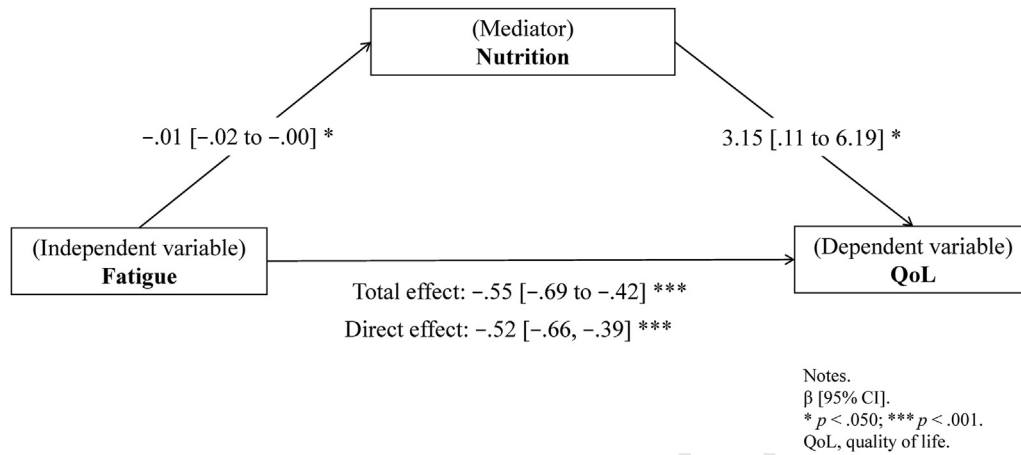 (Mediator)
Nutrition
−.01 [−.02 to −.00] *
3.15 [.11 to 6.19] *
(Independent variable)
Fatigue
(Dependent variable)
QoL
Total effect: −.55 [−.69 to −.42] ***
Direct effect: −.52 [−.66, −.39] ***
Notes.
β [95% CI].
* p < .050; *** p < .001.
QoL, quality of life.